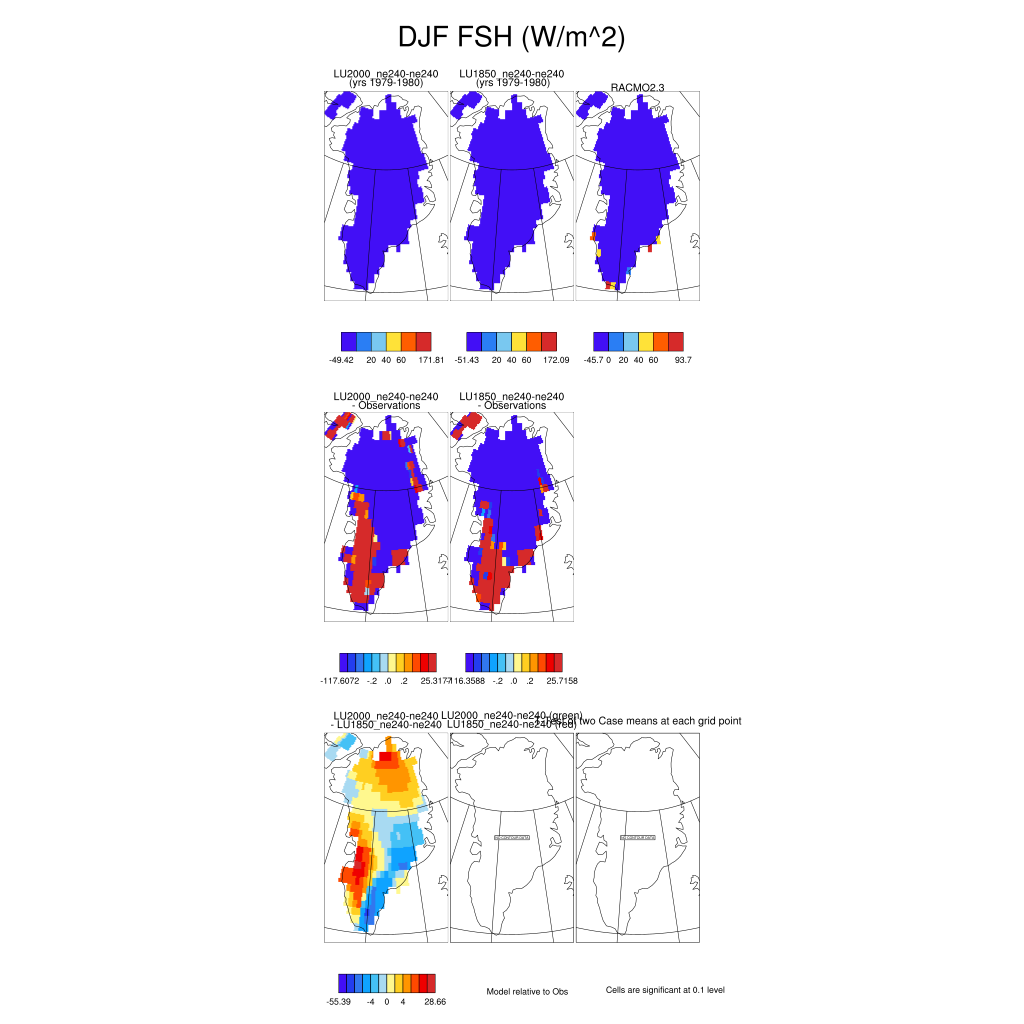 DJF FSH (W/m^2)
LU2000_ne240-ne240
(yrs 1979-1980)
LU1850_ne240-ne240
(yrs 1979-1980)
RACMO2.3
-49.42 20 40 60 171.81
-51.43 20 40 60 172.09
-45.7 0 20 40 60 93.7
LU2000_ne240-ne240
- Observations
LU1850_ne240-ne240
- Observations
-117.6072 -.2 .0 .2 25.3177
-116.3588 -.2 .0 .2 25.7158
LU2000_ne240-ne240
- LU1850_ne240-ne240
LU2000_ne240-ne240 (green)
LU1850_ne240-ne240 (red)
of two Case means at each grid point
-55.39 -4 0 4 28.66
Model relative to Obs
Cells are significant at 0.1 level